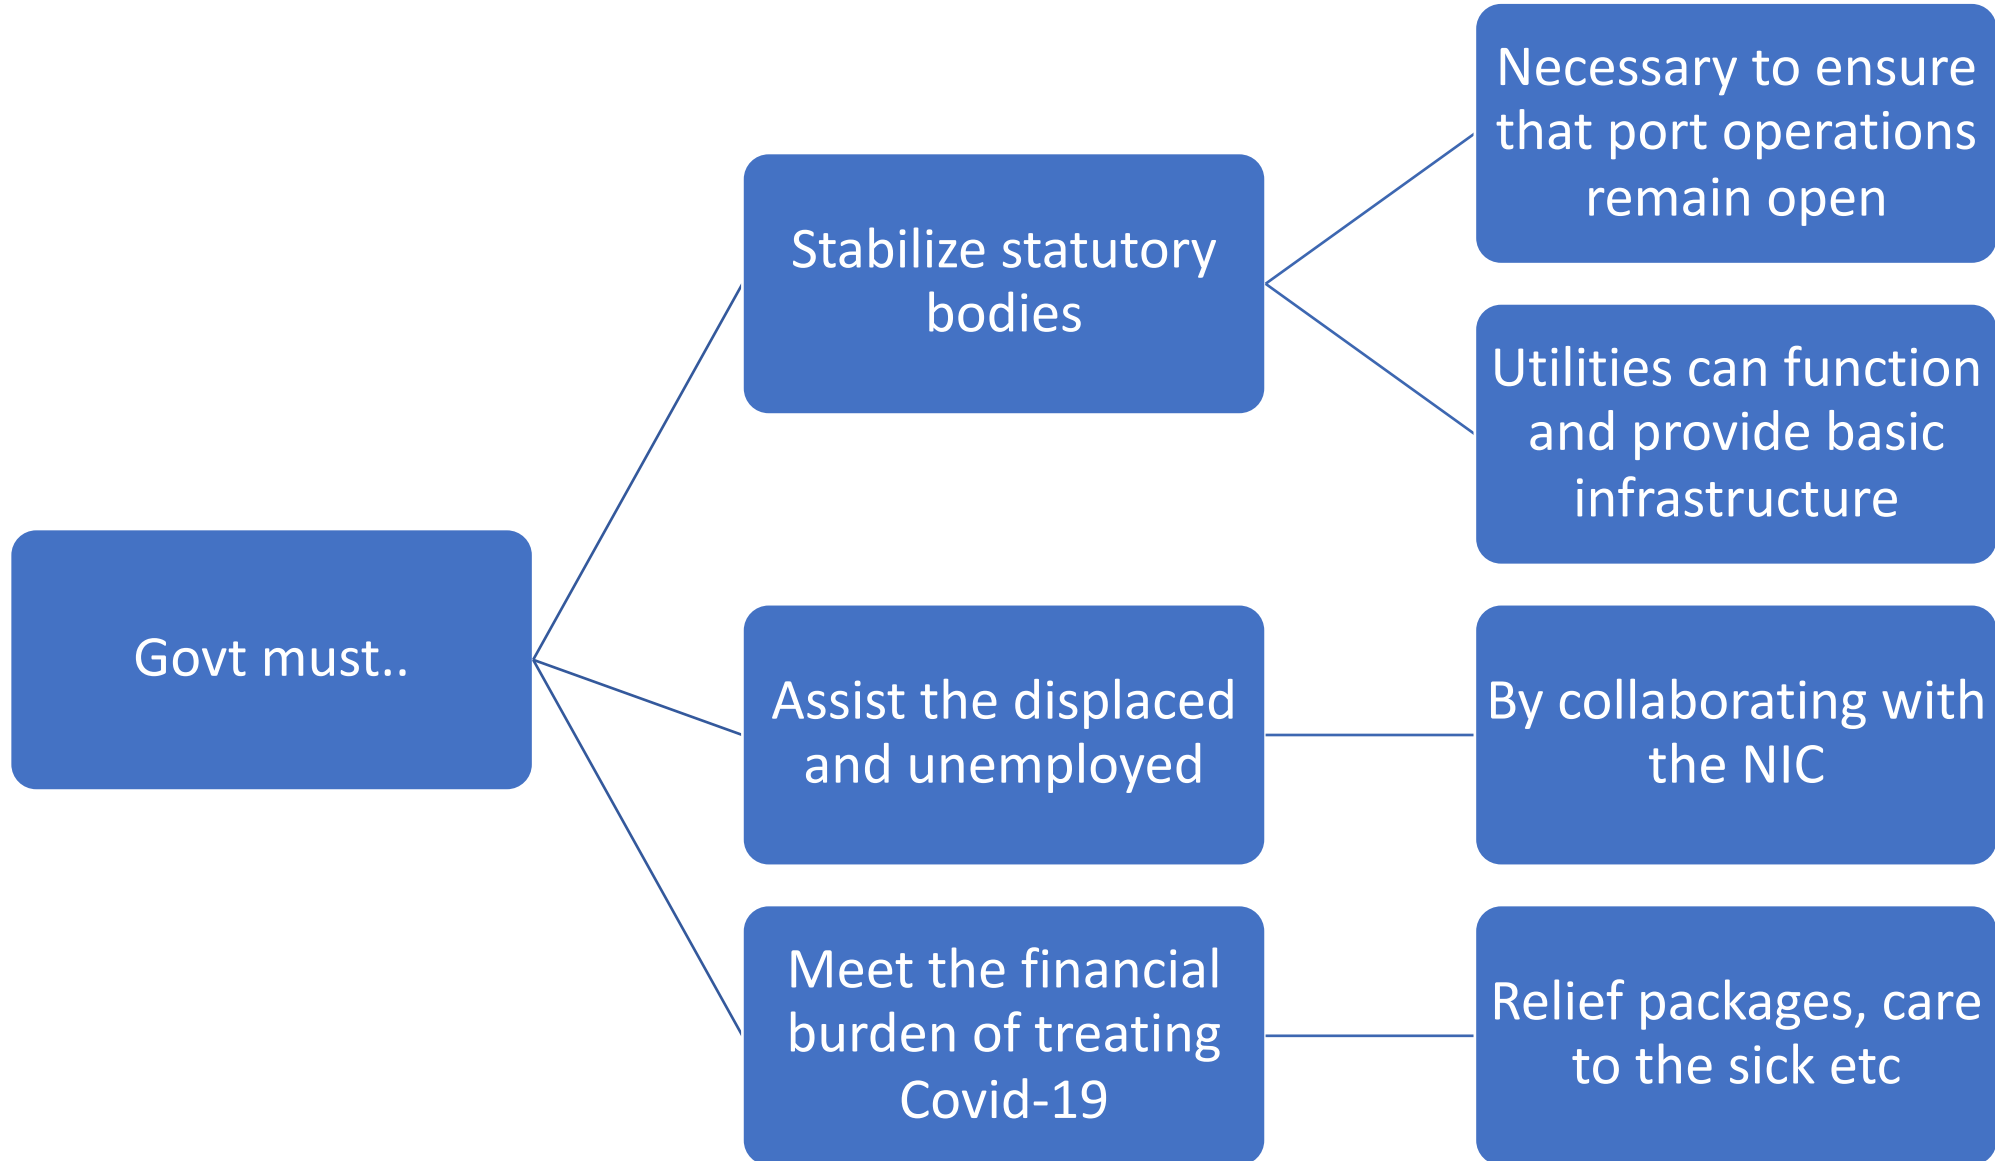 Govt must..
Stabilize statutory
bodies
Necessary to ensure
that port operations
remain open
Utilities can function
and provide basic
infrastructure
Assist the displaced
and unemployed
By collaborating with
the NIC
Meet the financial
burden of treating
Covid-19
Relief packages, care
to the sick etc